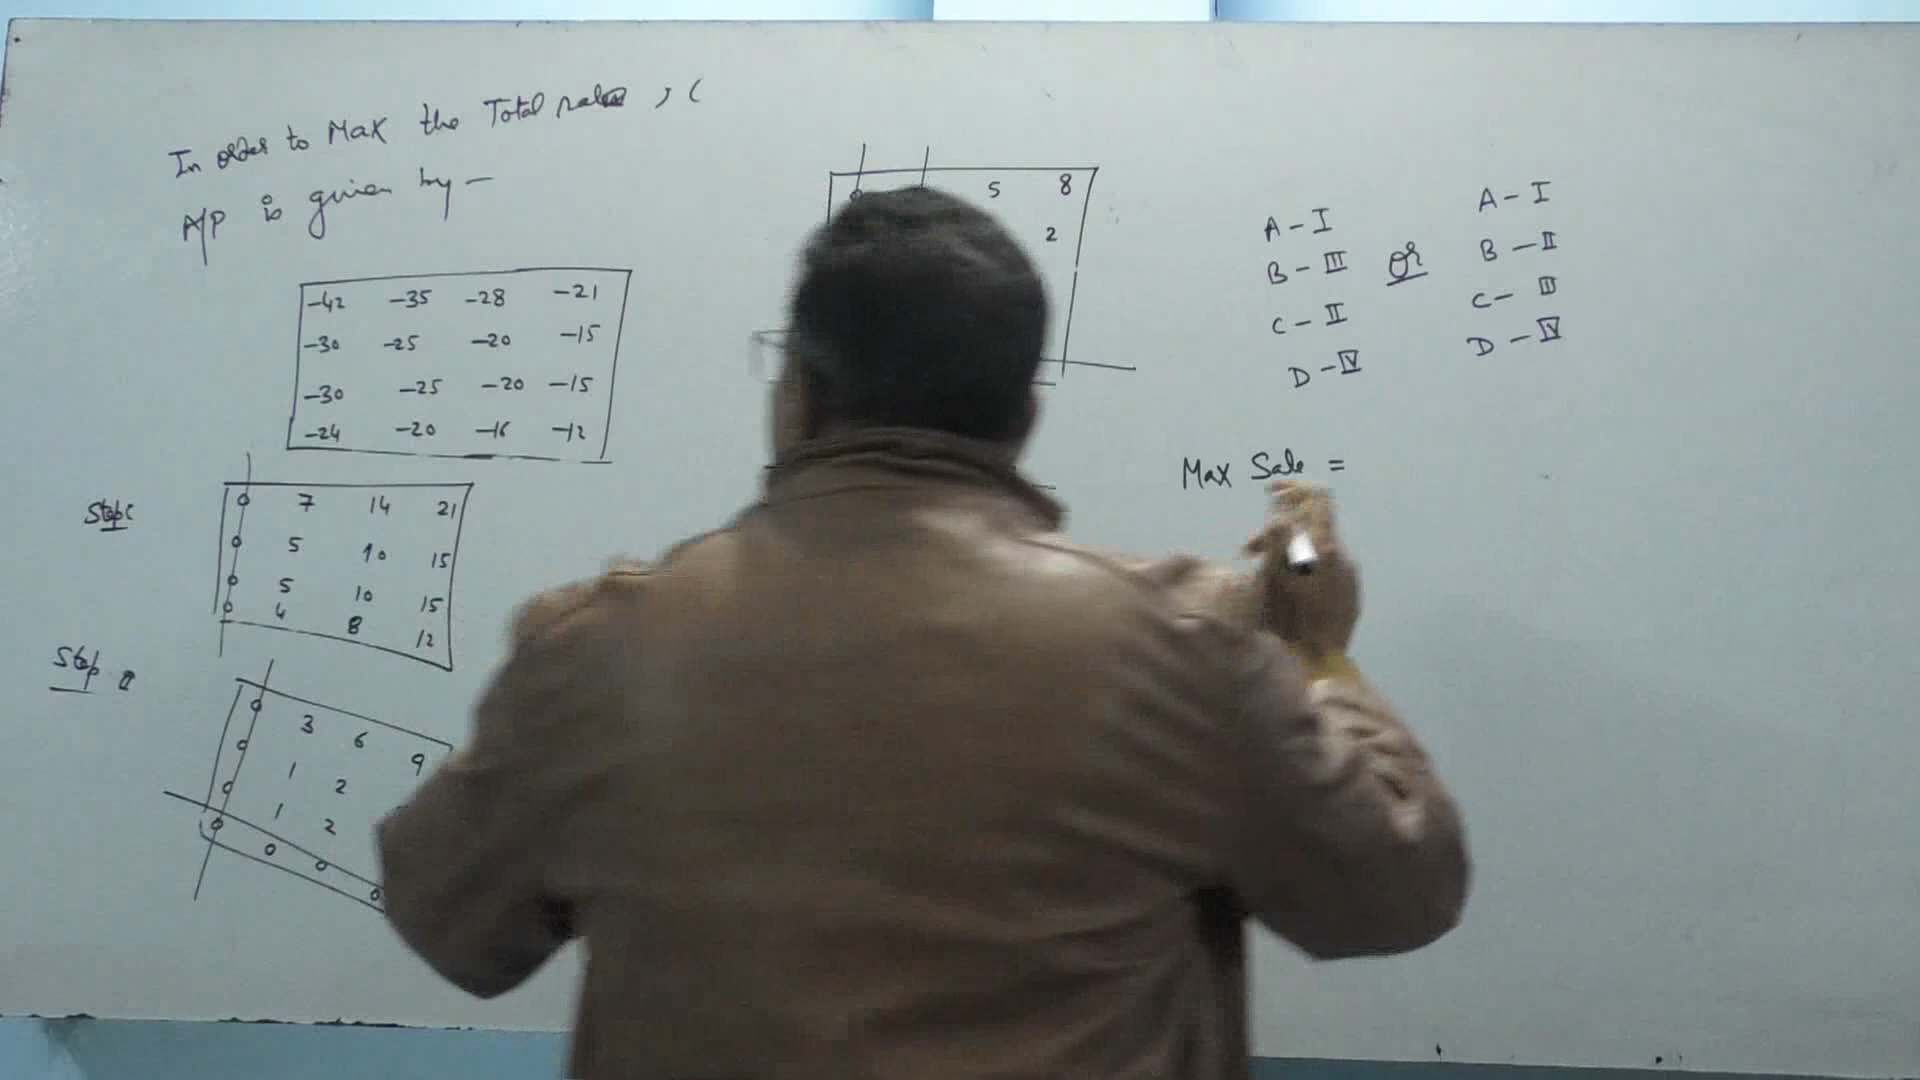 In order to Max the Total sales , (
A/P is given by -
-42 -35 -28 -21
-30 -25 -20 -15
-30 -25 -20 -15
-24 -20 -16 -12
Step
0 7 14 21
0 5 10 15
0 5 10 15
0 4 8 12
Step
0 3 6 9
0 1 2
0 1 2
0 0 0 0
0 5 8
2
A - I
B - III
C - II
D - IV
or
A - I
B - II
C - III
D - IV
Max Sale =